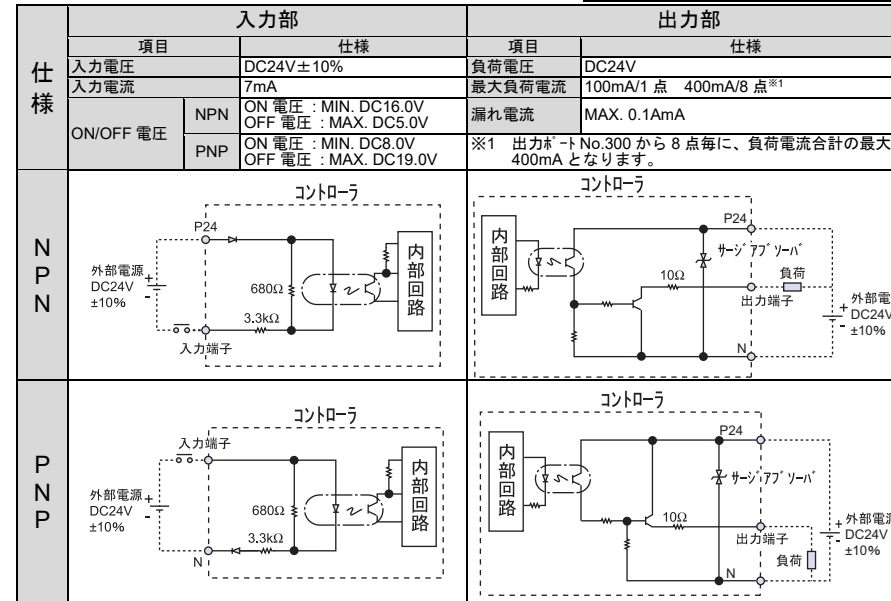 入力部
出力部
仕様
項目
仕様
項目
仕様
入力電圧
DC24V±10%
負荷電圧
DC24V
入力電流
7mA
最大負荷電流
100mA/1 点 400mA/8 点※1
ON/OFF 電圧
NPN
ON 電圧 : MIN. DC16.0V
OFF 電圧 : MAX. DC5.0V
漏れ電流
MAX. 0.1AmA
PNP
ON 電圧 : MIN. DC8.0V
OFF 電圧 : MAX. DC19.0V
※1 出力ﾎﾟｰﾄ No.300 から 8 点毎に、負荷電流合計の最大
400mA となります。
NPN
コントローラ
P24
外部電源
DC24V
±10%
+
-
680Ω
3.3kΩ
入力端子
内部回路
コントローラ
内部回路
P24
ｻｰｼﾞｱﾌﾞｿｰﾊﾞ
10Ω
負荷
出力端子
外部電
DC24V
±10%
+
-
N
PNP
コントローラ
入力端子
外部電源
DC24V
±10%
+
-
680Ω
3.3kΩ
N
内部回路
コントローラ
内部回路
P24
ｻｰｼﾞｱﾌﾞｿｰﾊﾞ
10Ω
出力端子
負荷
外部電源
DC24V
±10%
+
-
N